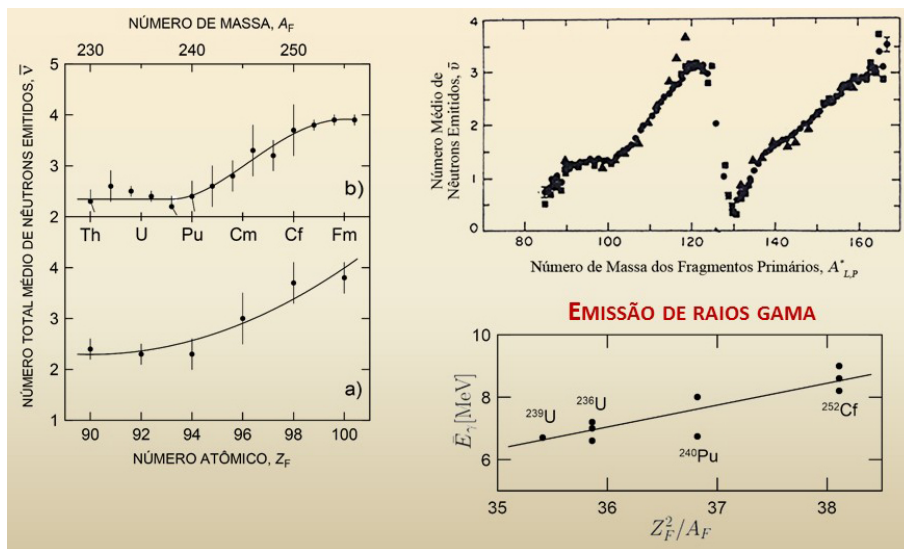 NÚMERO DE MASSA, A_F
230 240 250
5
4
3
2
b)
Th U Pu Cm Cf Fm
4
3
2
1
a)
90 92 94 96 98 100
NÚMERO ATÔMICO, Z_F
NÚMERO TOTAL MÉDIO DE NÊUTRONS EMITIDOS, ν̄
Número Médio de
Nêutrons Emitidos, ῡ
4
3
2
1
0
80 100 120 140 160
Número de Massa dos Fragmentos Primários, A*_{L,P}
EMISSÃO DE RAIOS GAMA
10
8
6
Ē_γ[MeV]
²³⁹U
²³⁶U
²⁴⁰Pu
²⁵²Cf
35 36 37 38
Z_F²/A_F